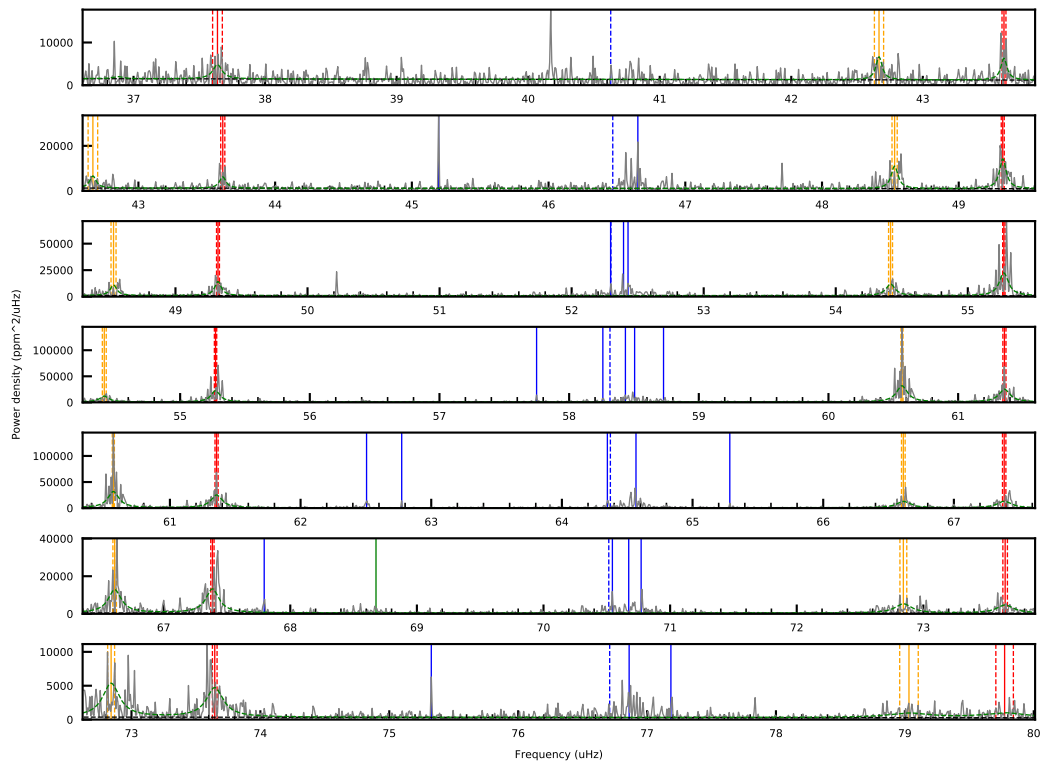 10000
0
37 38 39 40 41 42 43
20000
0
43 44 45 46 47 48 49
50000
25000
0
49 50 51 52 53 54 55
100000
50000
0
55 56 57 58 59 60 61
Power density (ppm^2/uHz)
100000
50000
0
61 62 63 64 65 66 67
40000
20000
0
67 68 69 70 71 72 73
10000
5000
0
73 74 75 76 77 78 79 80
Frequency (uHz)